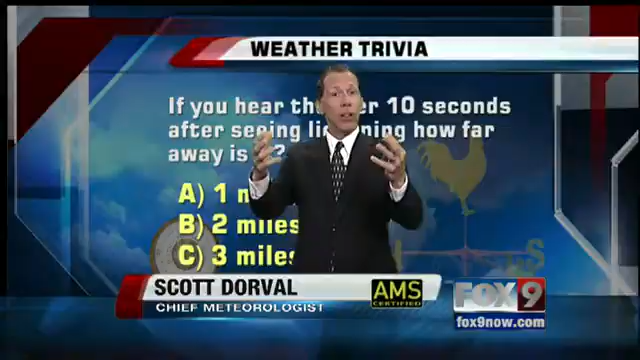 WEATHER TRIVIA
If you hear th er 10 seconds
after seeing li ning how far
away is
A) 1 m
B) 2 miles
C) 3 miles
SCOTT DORVAL
AMS
CERTIFIED
CHIEF METEOROLOGIST
FOX 9
fox9now.com